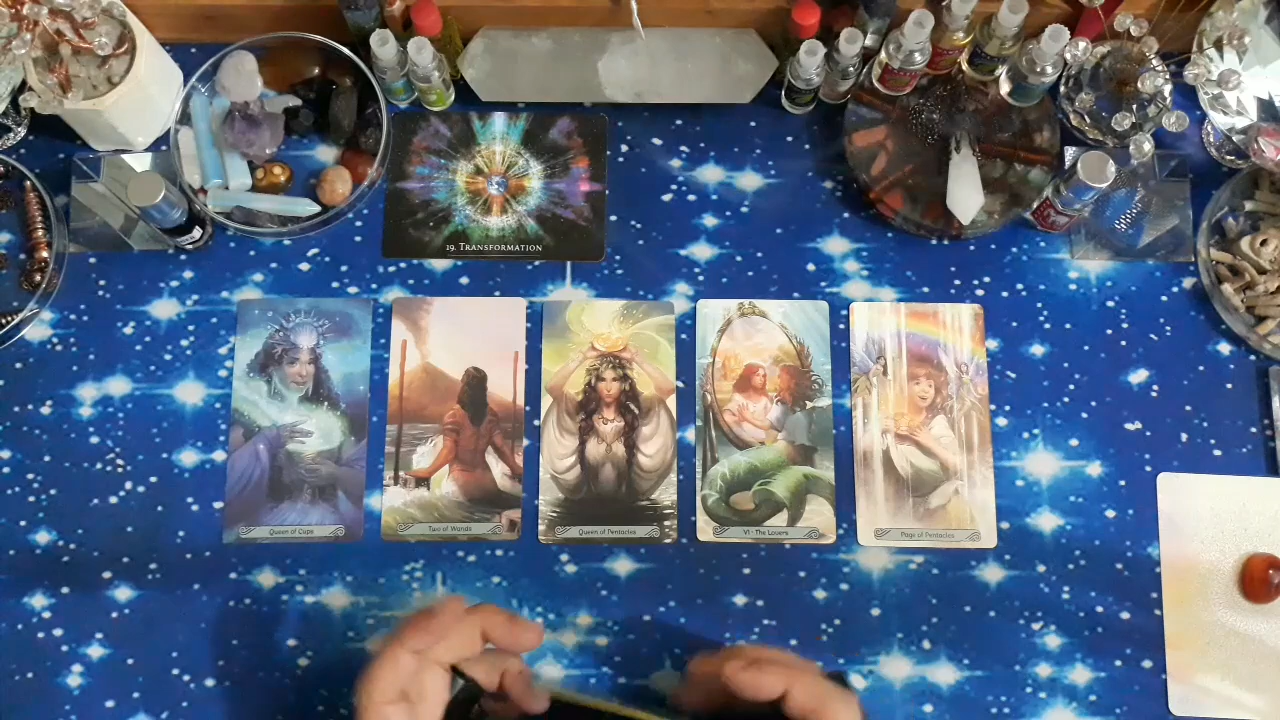 19. TRANSFORMATION
Queen of Cups
Two of Wands
Queen of Pentacles
VI - The Lovers
Page of Pentacles